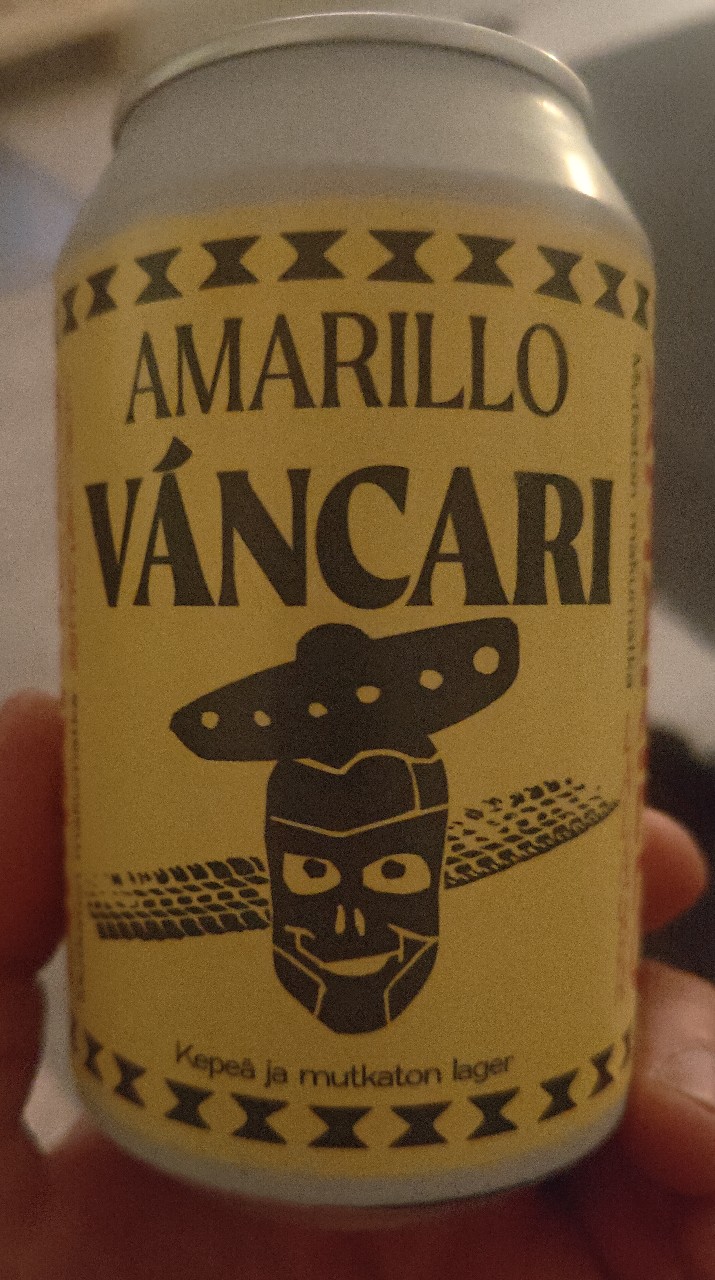 AMARILLO
VÁNCARI
Kepeä ja mutkaton lager